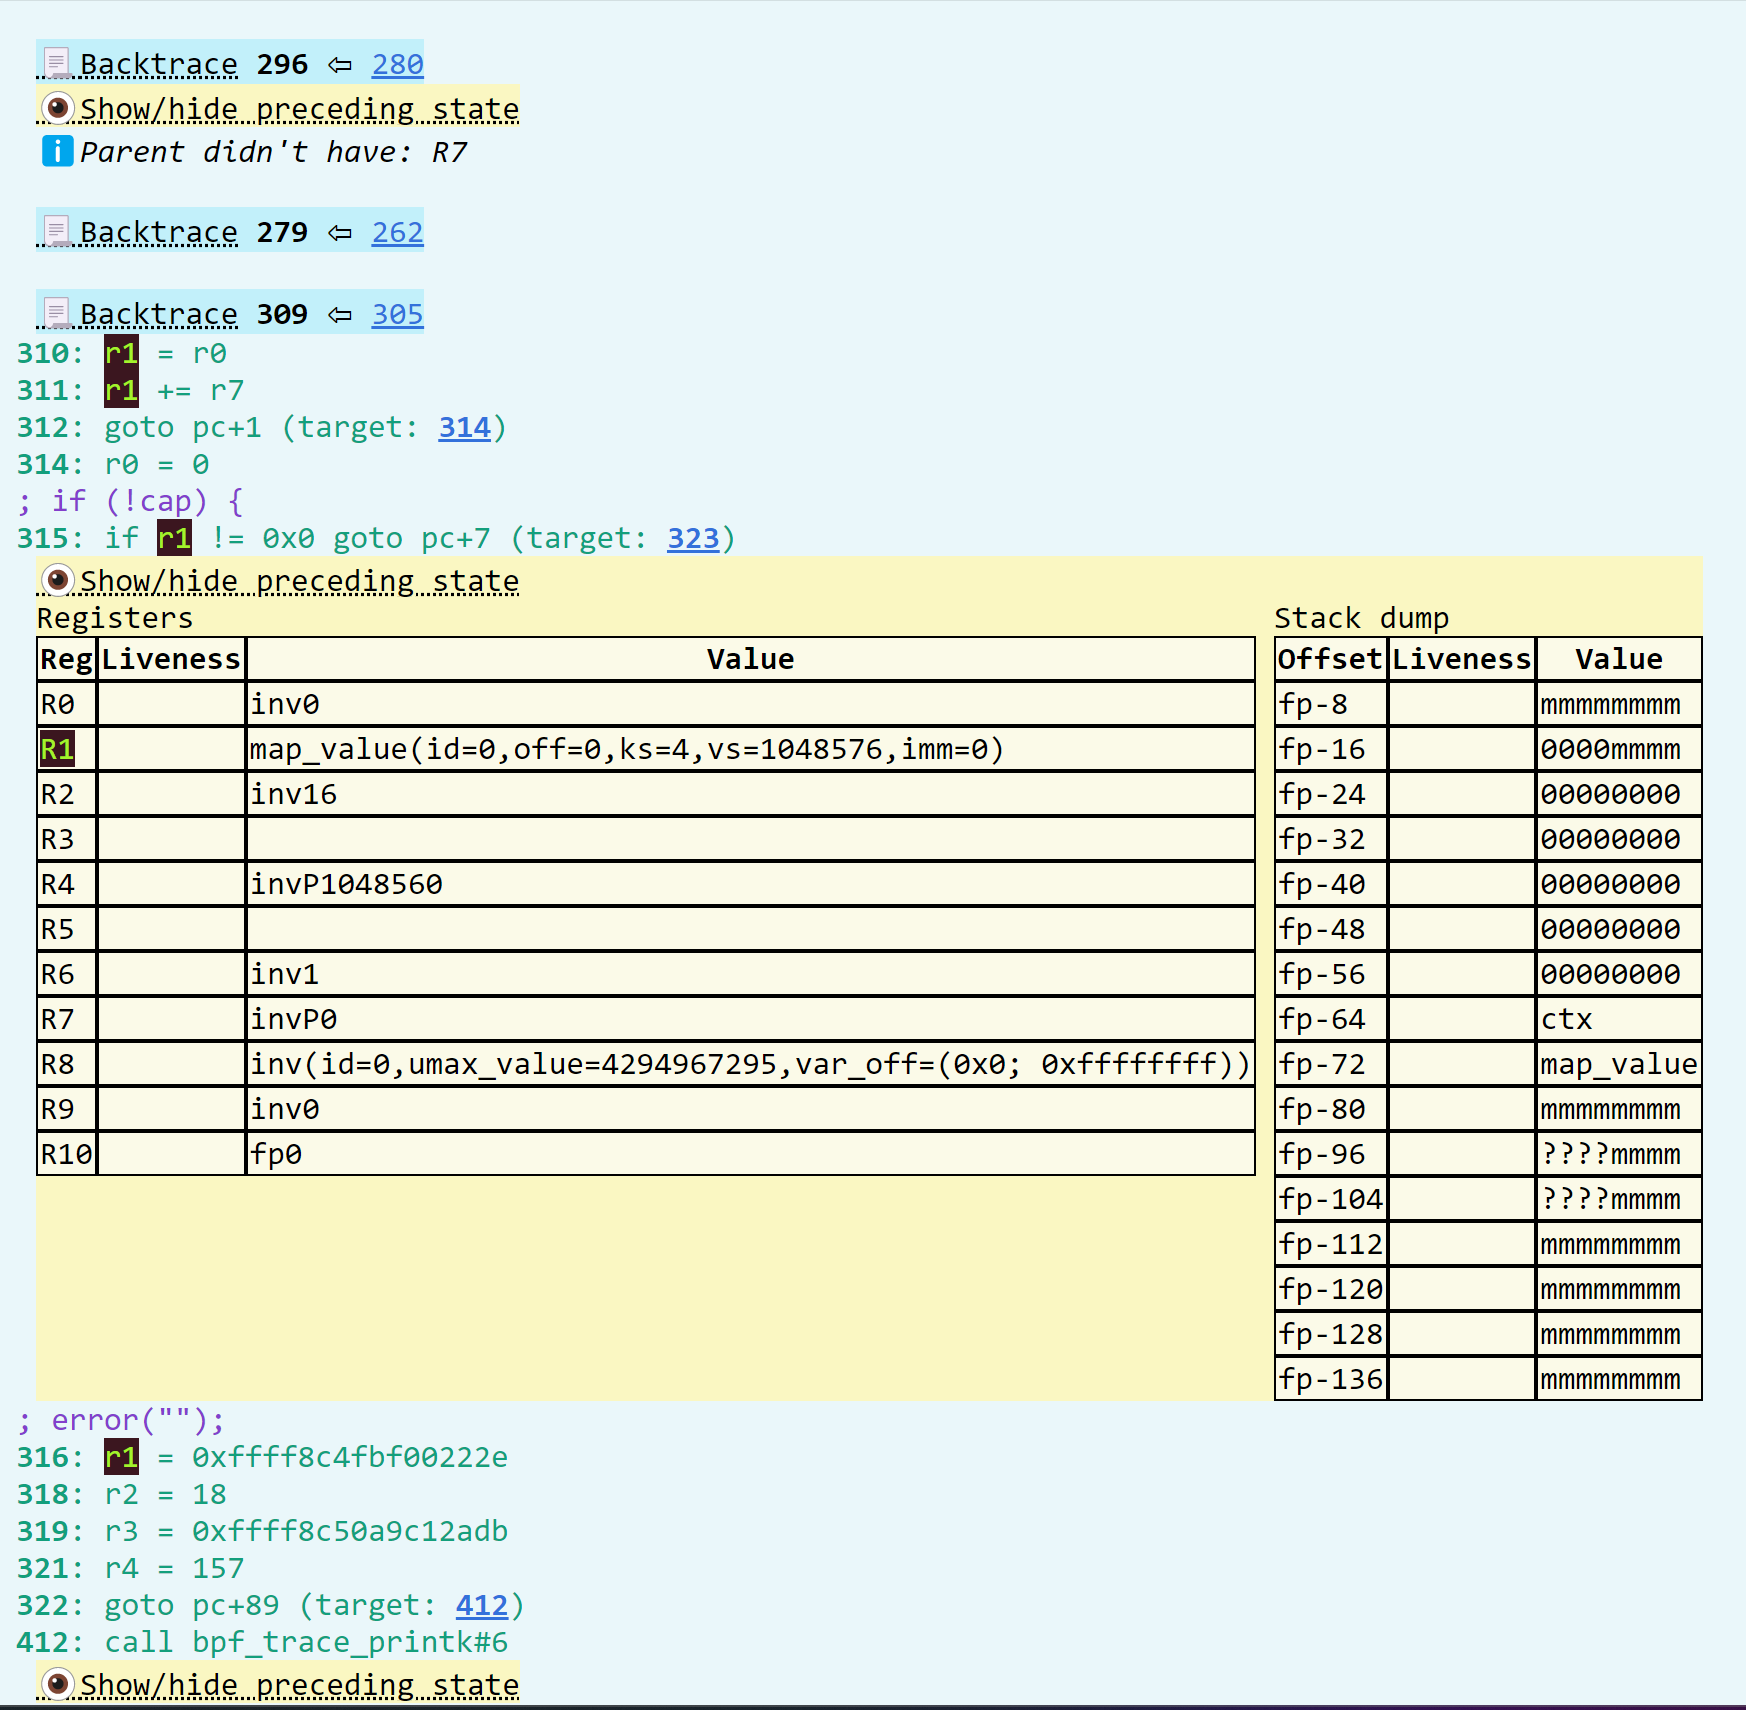 Backtrace 296 ⇦ 280
Show/hide preceding state
Parent didn't have: R7
Backtrace 279 ⇦ 262
Backtrace 309 ⇦ 305
310: r1 = r0
311: r1 += r7
312: goto pc+1 (target: 314)
314: r0 = 0
; if (!cap) {
315: if r1 != 0x0 goto pc+7 (target: 323)
Show/hide preceding state
Registers
Reg Liveness Value
R0 inv0
R1 map_value(id=0,off=0,ks=4,vs=1048576,imm=0)
R2 inv16
R3
R4 invP1048560
R5
R6 inv1
R7 invP0
R8 inv(id=0,umax_value=4294967295,var_off=(0x0; 0xffffffff))
R9 inv0
R10 fp0
Stack dump
Offset Liveness Value
fp-8 mmmmmmmm
fp-16 0000mmmm
fp-24 00000000
fp-32 00000000
fp-40 00000000
fp-48 00000000
fp-56 00000000
fp-64 ctx
fp-72 map_value
fp-80 mmmmmmmm
fp-96 ????mmmm
fp-104 ????mmmm
fp-112 mmmmmmmm
fp-120 mmmmmmmm
fp-128 mmmmmmmm
fp-136 mmmmmmmm
; error("");
316: r1 = 0xffff8c4fbf00222e
318: r2 = 18
319: r3 = 0xffff8c50a9c12adb
321: r4 = 157
322: goto pc+89 (target: 412)
412: call bpf_trace_printk#6
Show/hide preceding state